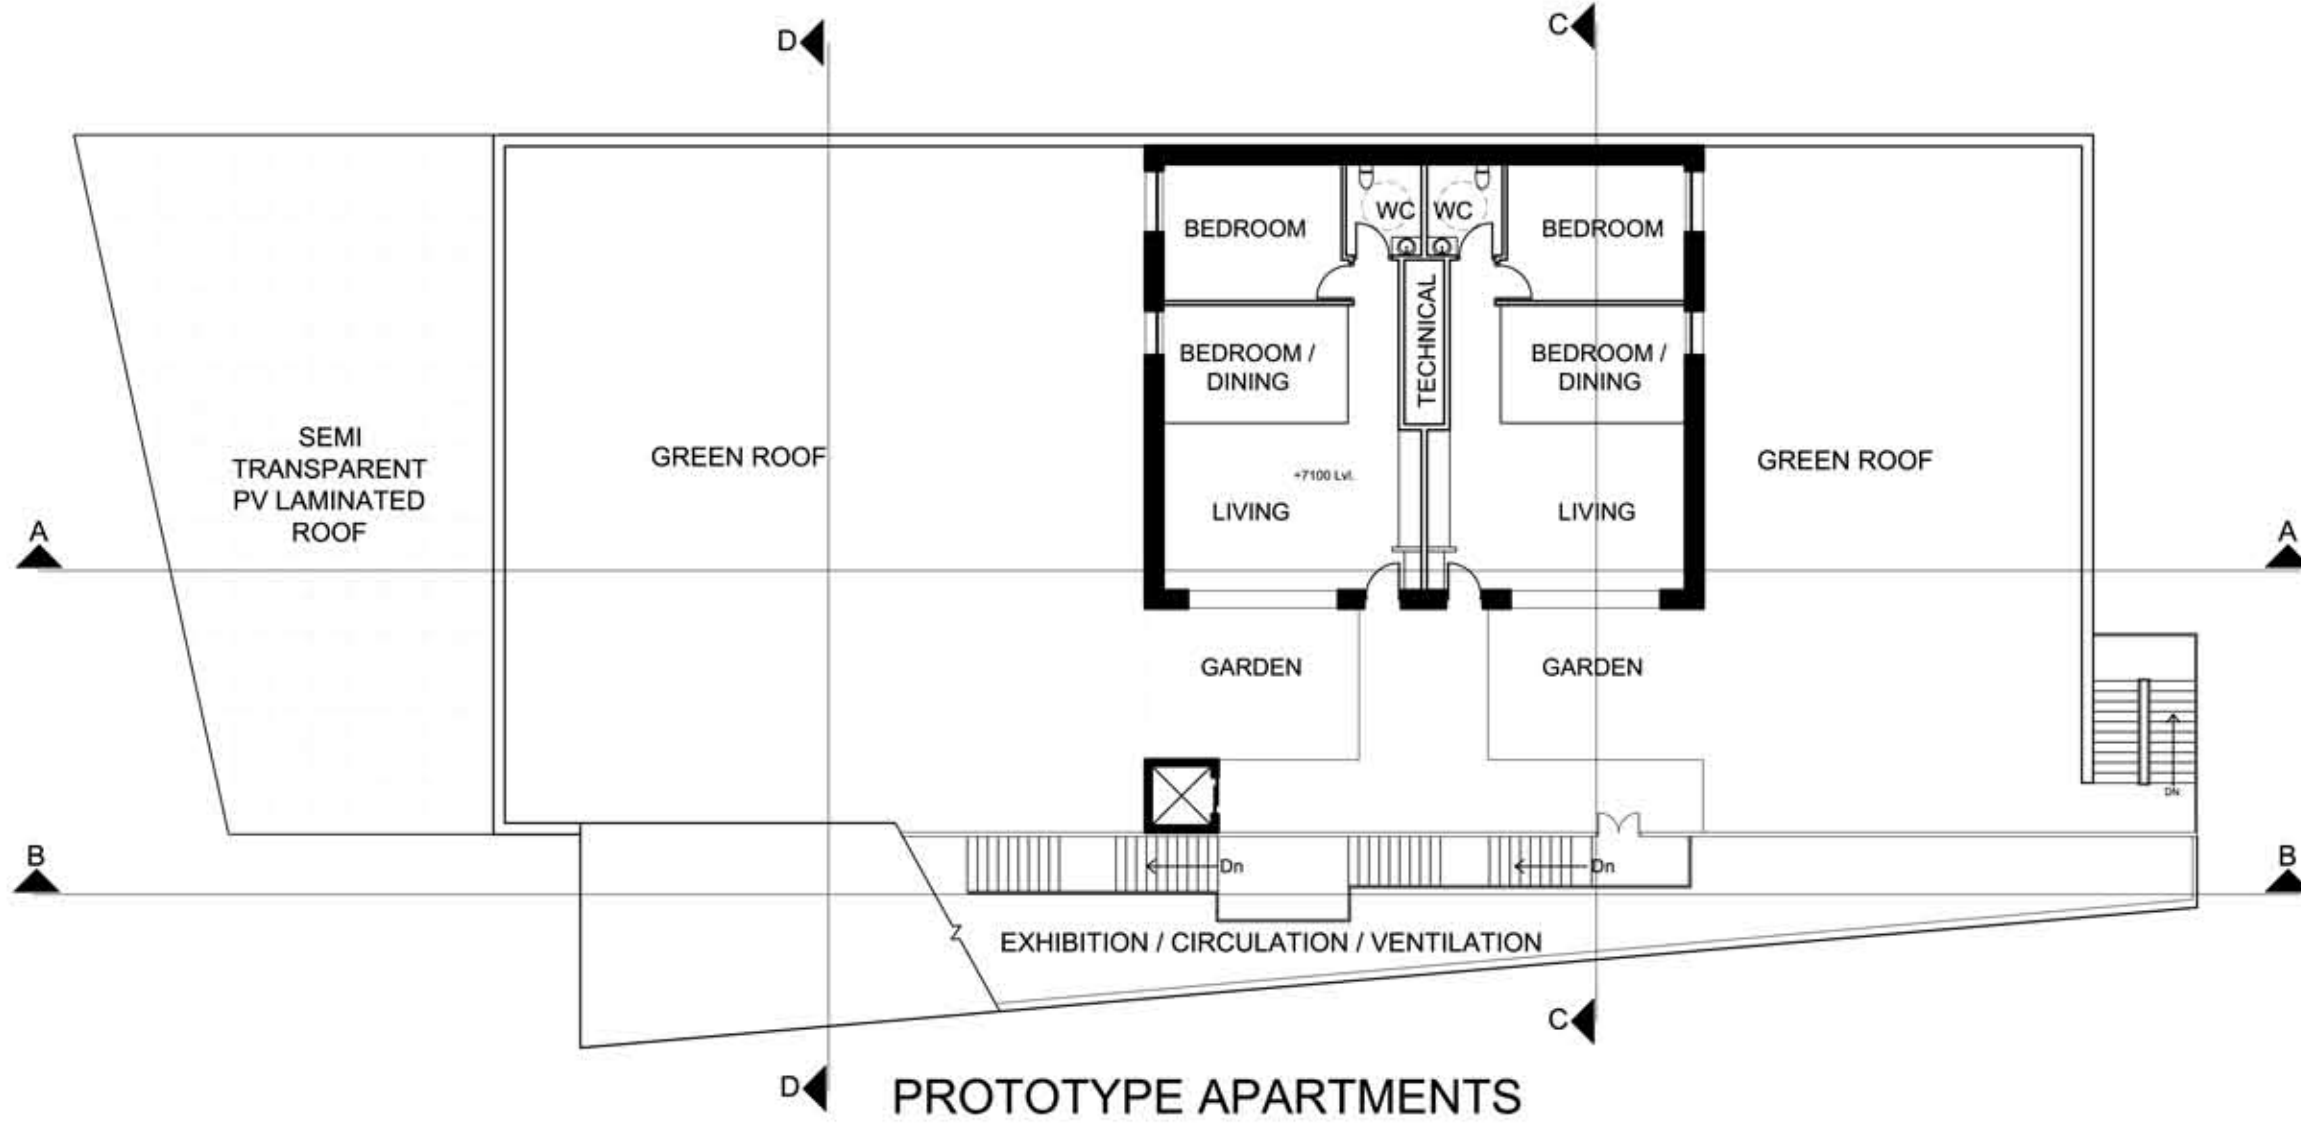 D
C
WC
WC
BEDROOM
BEDROOM
TECHNICAL
BEDROOM /
DINING
BEDROOM /
DINING
SEMI
TRANSPARENT
PV LAMINATED
ROOF
GREEN ROOF
GREEN ROOF
+7100 Lvl.
LIVING
LIVING
A
A
GARDEN
GARDEN
DN
B
B
Dn
Dn
Z
EXHIBITION / CIRCULATION / VENTILATION
C
D
PROTOTYPE APARTMENTS